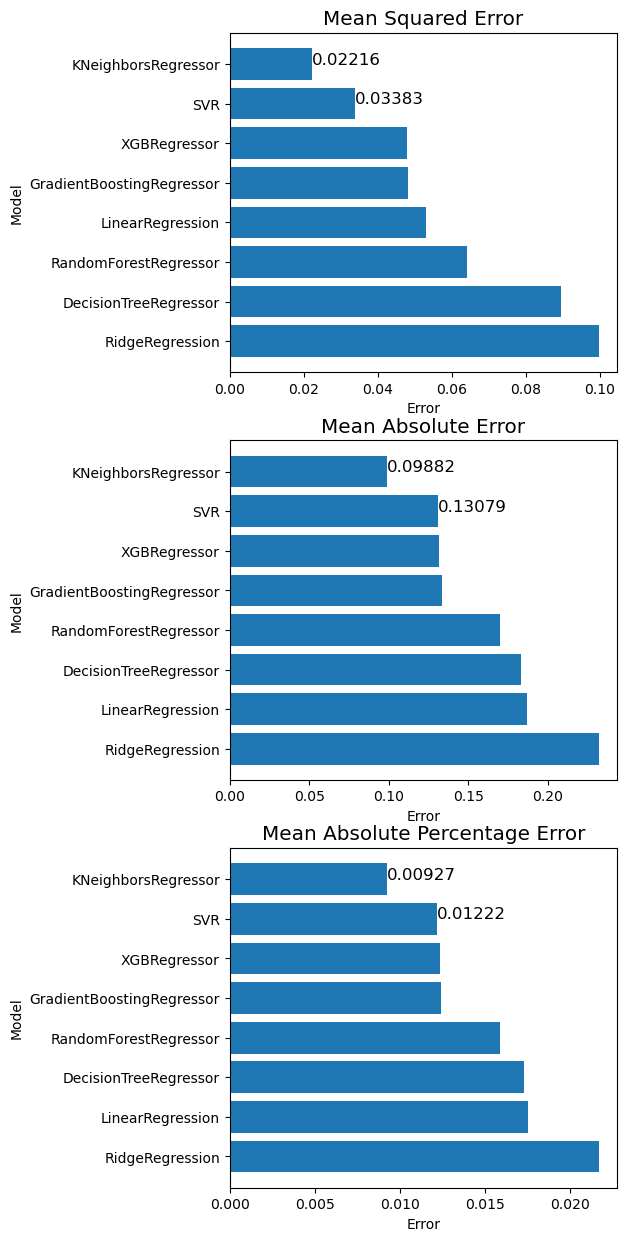 Mean Squared Error
KNeighborsRegressor
0.02216
SVR
0.03383
XGBRegressor
GradientBoostingRegressor
LinearRegression
RandomForestRegressor
DecisionTreeRegressor
RidgeRegression
Model
0.00 0.02 0.04 0.06 0.08 0.10
Error
Mean Absolute Error
KNeighborsRegressor
0.09882
SVR
0.13079
XGBRegressor
GradientBoostingRegressor
RandomForestRegressor
DecisionTreeRegressor
LinearRegression
RidgeRegression
Model
0.00 0.05 0.10 0.15 0.20
Error
Mean Absolute Percentage Error
KNeighborsRegressor
0.00927
SVR
0.01222
XGBRegressor
GradientBoostingRegressor
RandomForestRegressor
DecisionTreeRegressor
LinearRegression
RidgeRegression
Model
0.000 0.005 0.010 0.015 0.020
Error